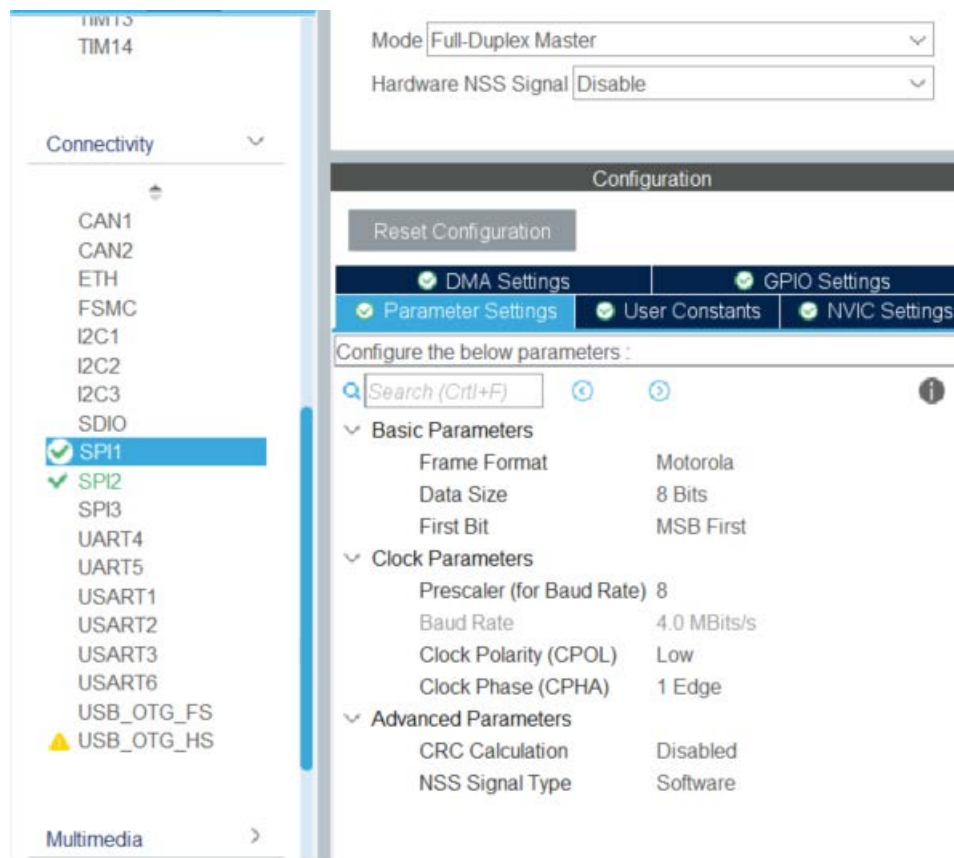 TIM13
TIM14
Connectivity
CAN1
CAN2
ETH
FSMC
I2C1
I2C2
I2C3
SDIO
SPI1
SPI2
SPI3
UART4
UART5
USART1
USART2
USART3
USART6
USB_OTG_FS
USB_OTG_HS
Multimedia
Mode Full-Duplex Master
Hardware NSS Signal Disable
Configuration
Reset Configuration
DMA Settings GPIO Settings
Parameter Settings User Constants NVIC Settings
Configure the below parameters :
Search (Crtl+F)
Basic Parameters
Frame Format Motorola
Data Size 8 Bits
First Bit MSB First
Clock Parameters
Prescaler (for Baud Rate) 8
Baud Rate 4.0 MBits/s
Clock Polarity (CPOL) Low
Clock Phase (CPHA) 1 Edge
Advanced Parameters
CRC Calculation Disabled
NSS Signal Type Software